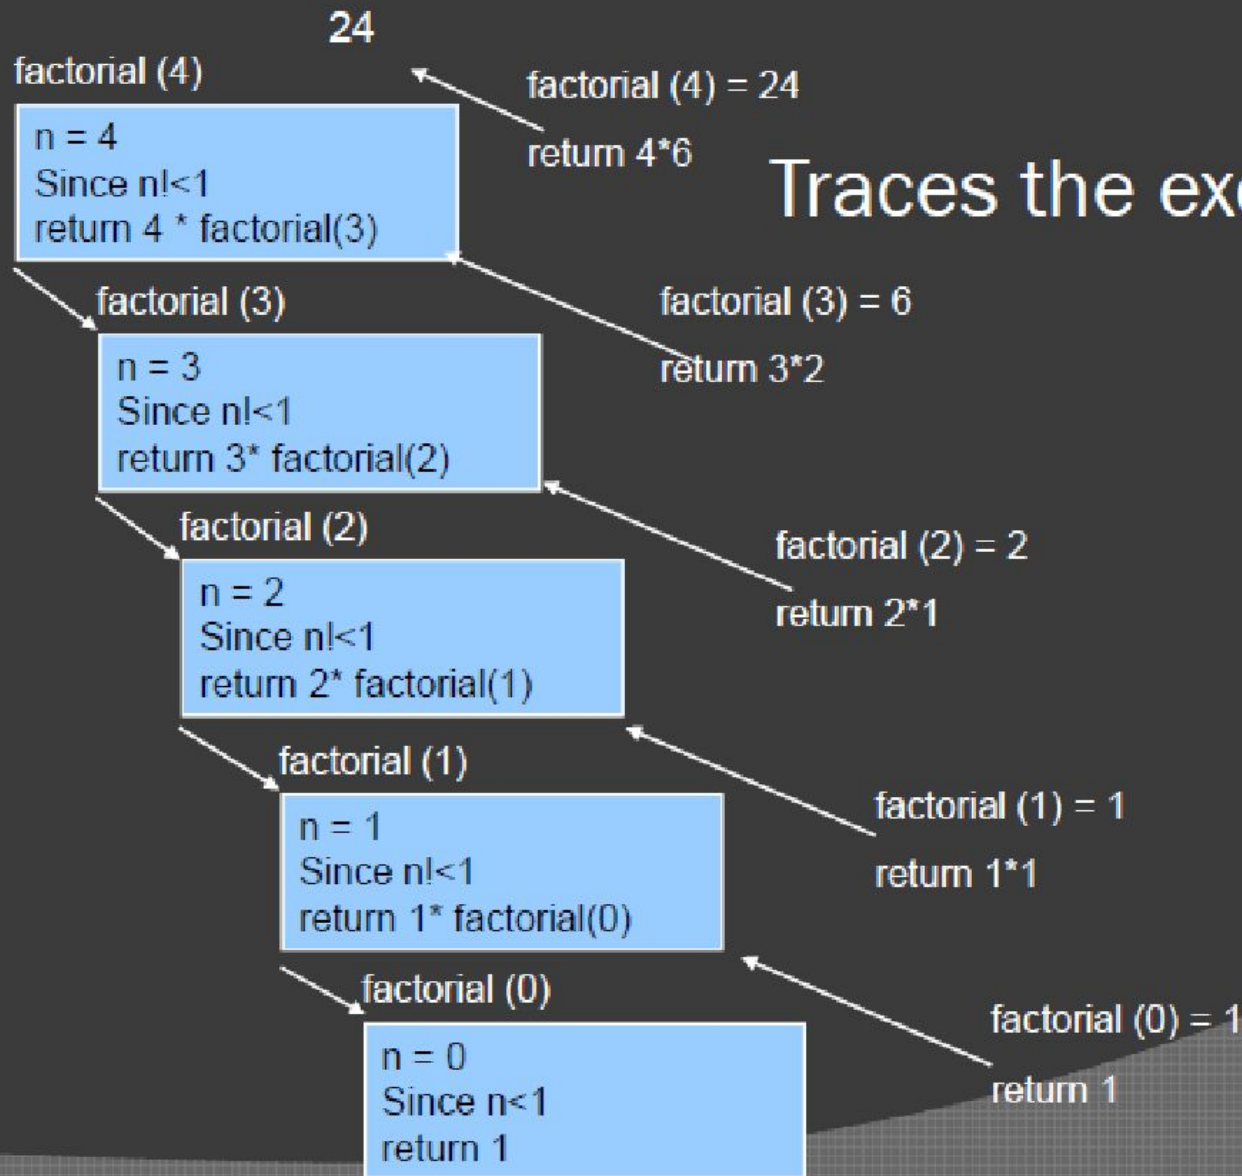 24
factorial (4)
factorial (4) = 24
n = 4
Since n!<1
return 4 * factorial(3)
return 4*6
Traces the exe
factorial (3)
factorial (3) = 6
n = 3
Since n!<1
return 3* factorial(2)
return 3*2
factorial (2)
factorial (2) = 2
n = 2
Since n!<1
return 2* factorial(1)
return 2*1
factorial (1)
factorial (1) = 1
n = 1
Since n!<1
return 1* factorial(0)
return 1*1
factorial (0)
factorial (0) = 1
n = 0
Since n<1
return 1
return 1